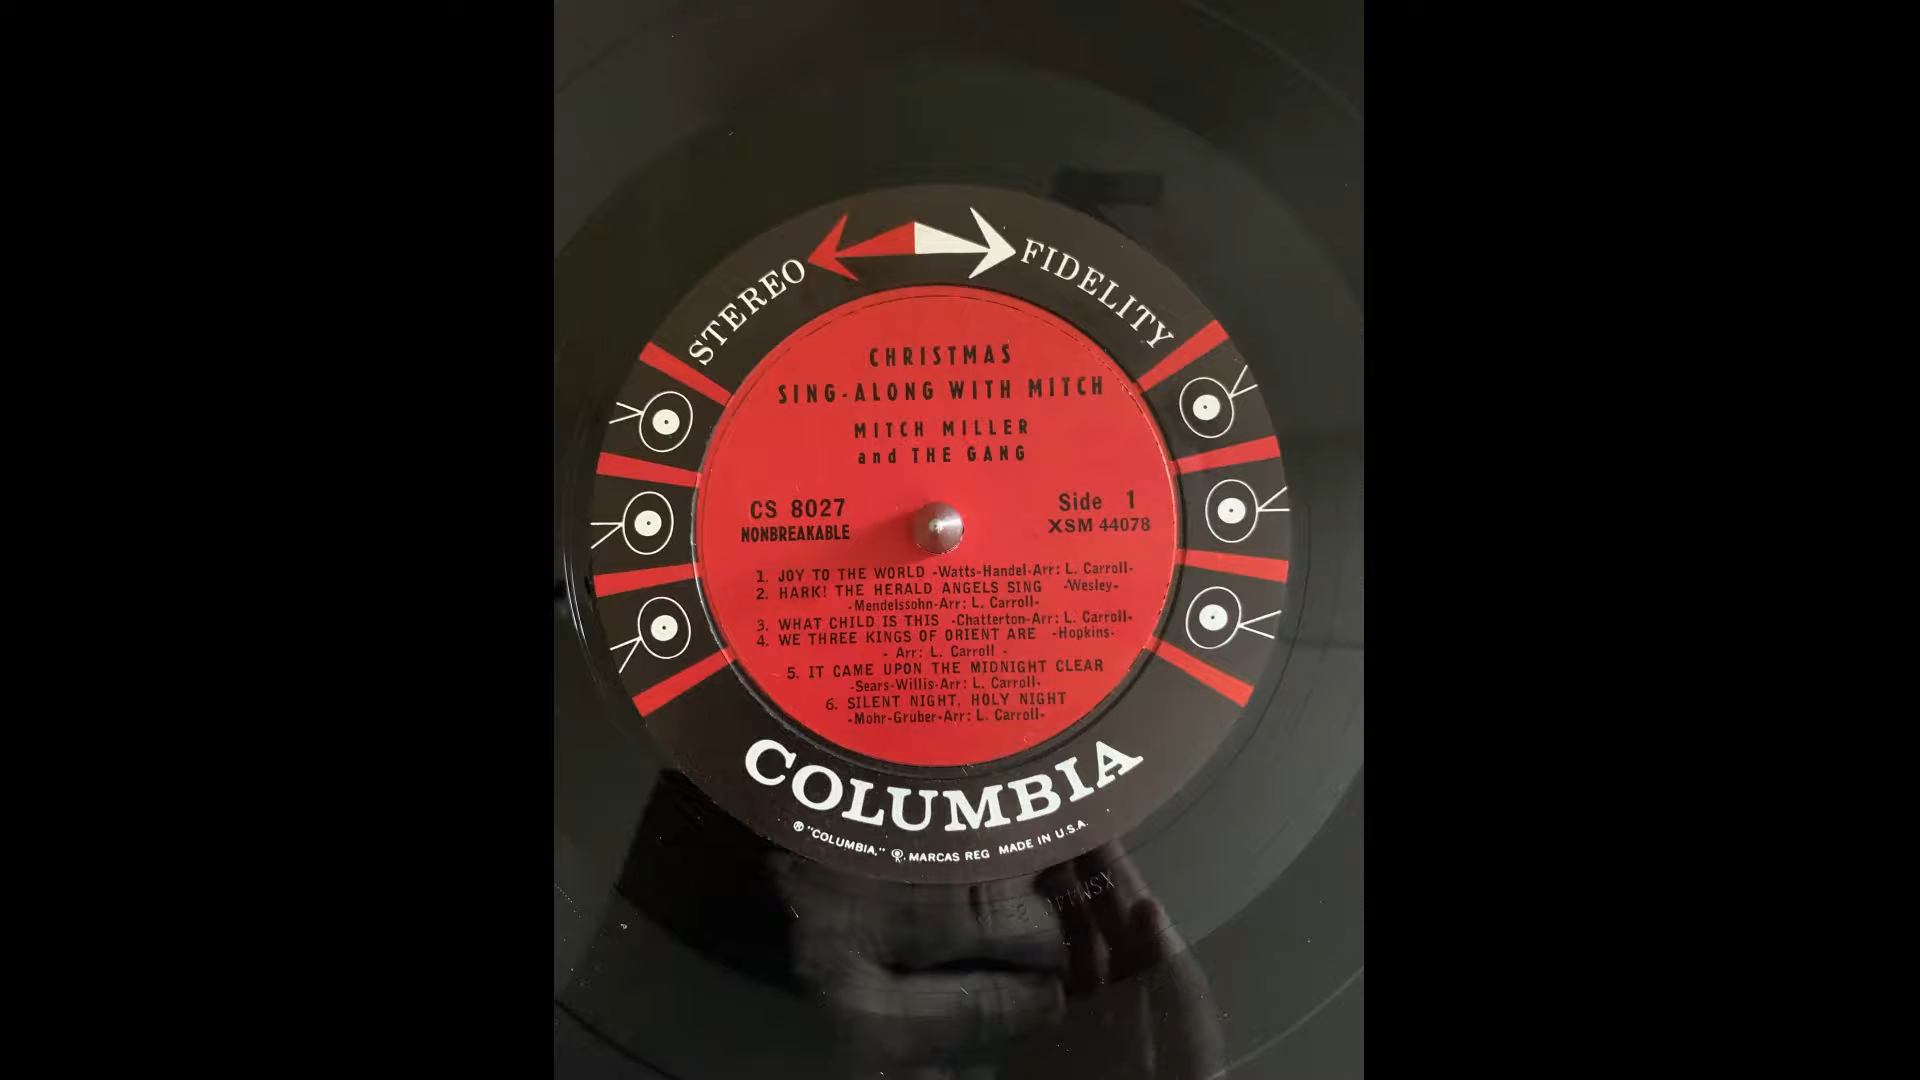 STEREO FIDELITY
CHRISTMAS
SING-ALONG WITH MITCH
MITCH MILLER
and THE GANG
CS 8027
NONBREAKABLE
Side 1
XSM 44078
1. JOY TO THE WORLD -Watts-Handel-Arr: L. Carroll-
2. HARK! THE HERALD ANGELS SING -Wesley-
-Mendelssohn-Arr: L. Carroll-
3. WHAT CHILD IS THIS -Chatterton-Arr: L. Carroll-
4. WE THREE KINGS OF ORIENT ARE -Hopkins-
- Arr: L. Carroll -
5. IT CAME UPON THE MIDNIGHT CLEAR
-Sears-Willis-Arr: L. Carroll-
6. SILENT NIGHT, HOLY NIGHT
-Mohr-Gruber-Arr: L. Carroll-
COLUMBIA
® "COLUMBIA," MARCAS REG MADE IN U.S.A.